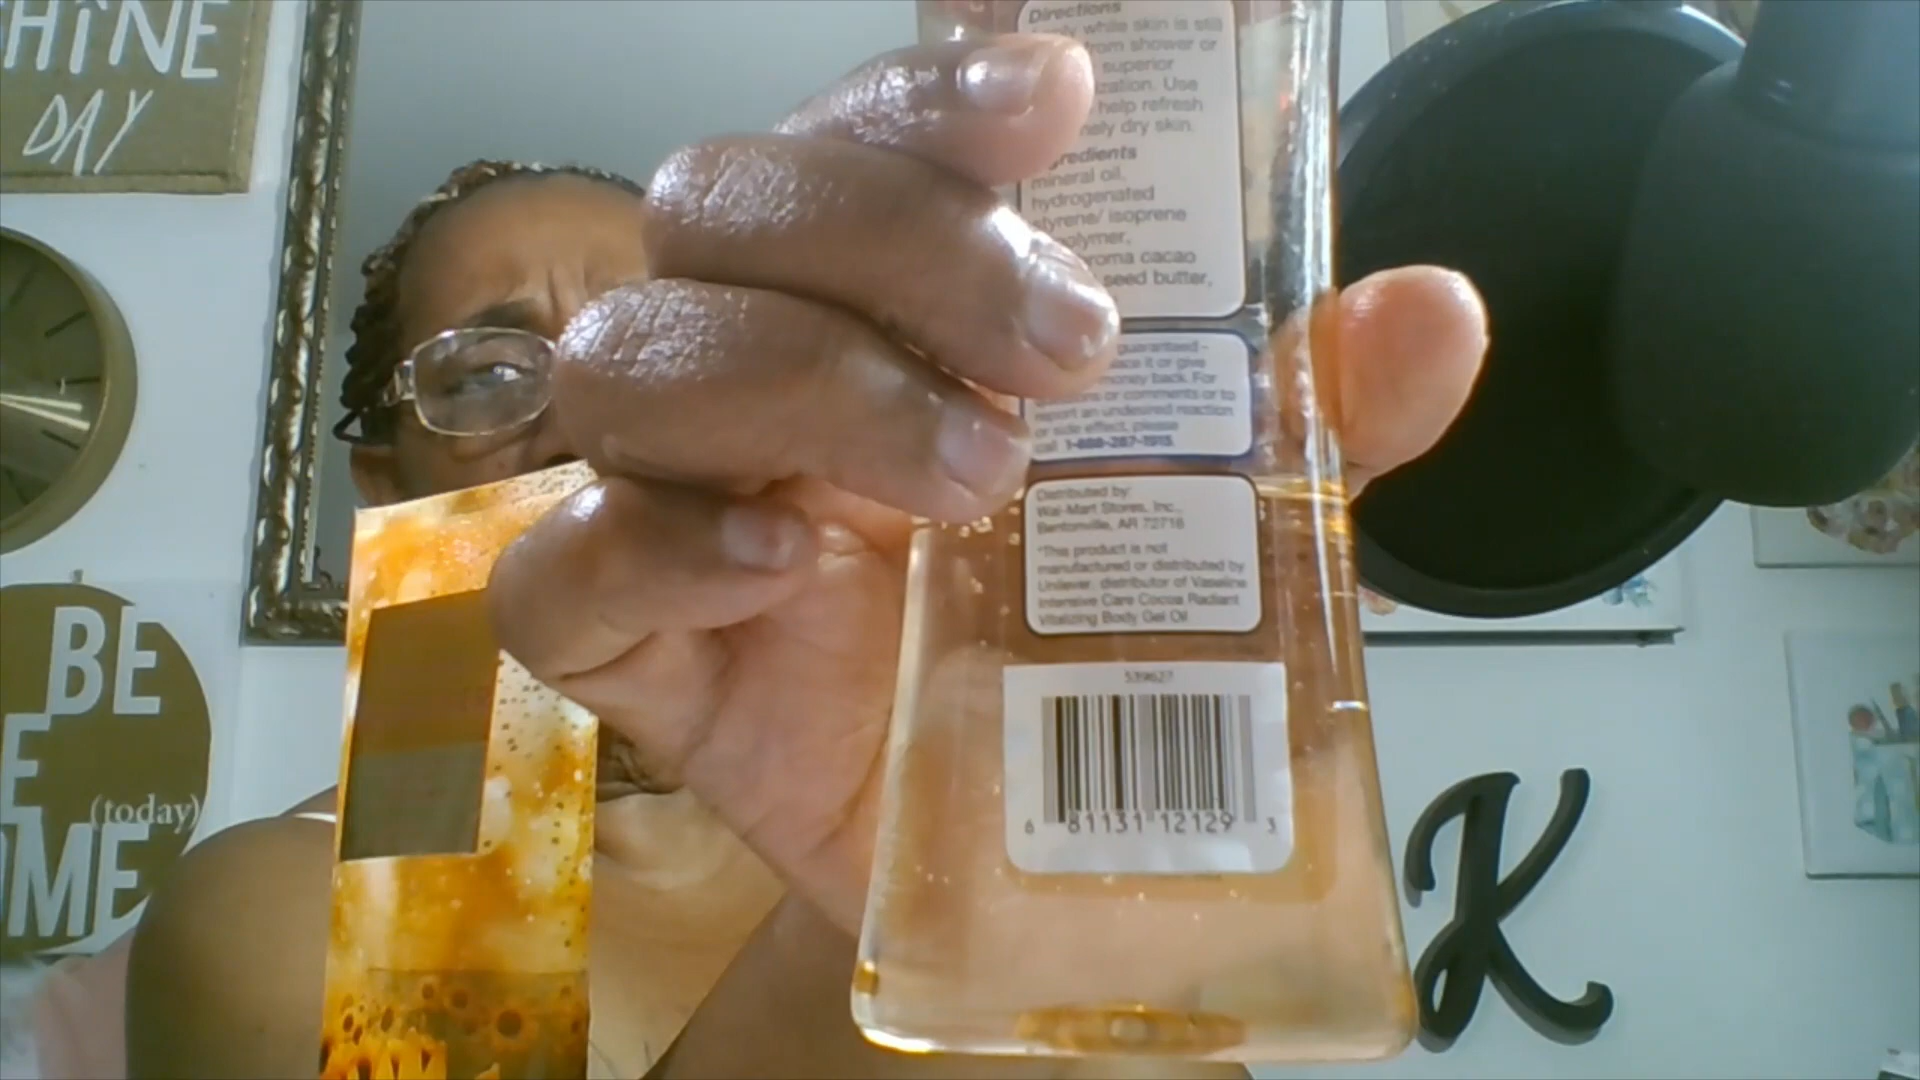 SHINE
DAY
BE
(today)
Directions
while skin is still
from shower or
superior
Use
help refresh
dry skin.
mineral oil,
hydrogenated
styrene/ isoprene
cacao
seed butter,
guaranteed-
it or give
money back. For
or comments or to
report an undesired reaction
or side effect, please
call 1-888-287-1915.
Distributed by:
Wal-Mart Stores, Inc.,
Bentonville, AR 72716
*This product is not
manufactured or distributed by
Unilever, distributor of Vaseline
Intensive Care Cocoa Radiant
Vitalizing Body Gel Oil
539627
6 81131 12129 3
K